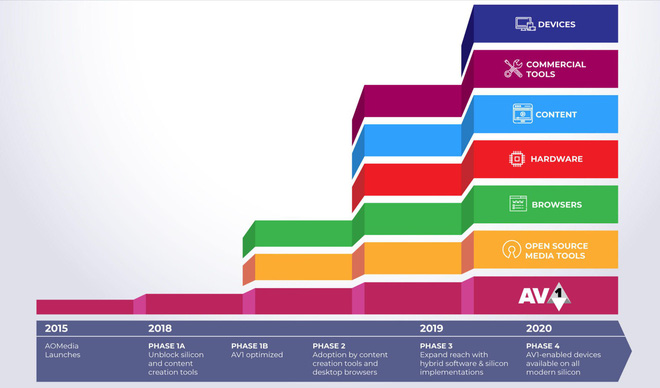 DEVICES
COMMERCIAL
TOOLS
CONTENT
HARDWARE
BROWSERS
OPEN SOURCE
MEDIA TOOLS
AV1
2015
AOMedia
Launches
2018
PHASE 1A
Unblock silicon
and content
creation tools
PHASE 1B
AV1 optimized
PHASE 2
Adoption by content
creation tools and
desktop browsers
2019
PHASE 3
Expand reach with
hybrid software & silicon
implementations
2020
PHASE 4
AV1-enabled devices
available on all
modern silicon